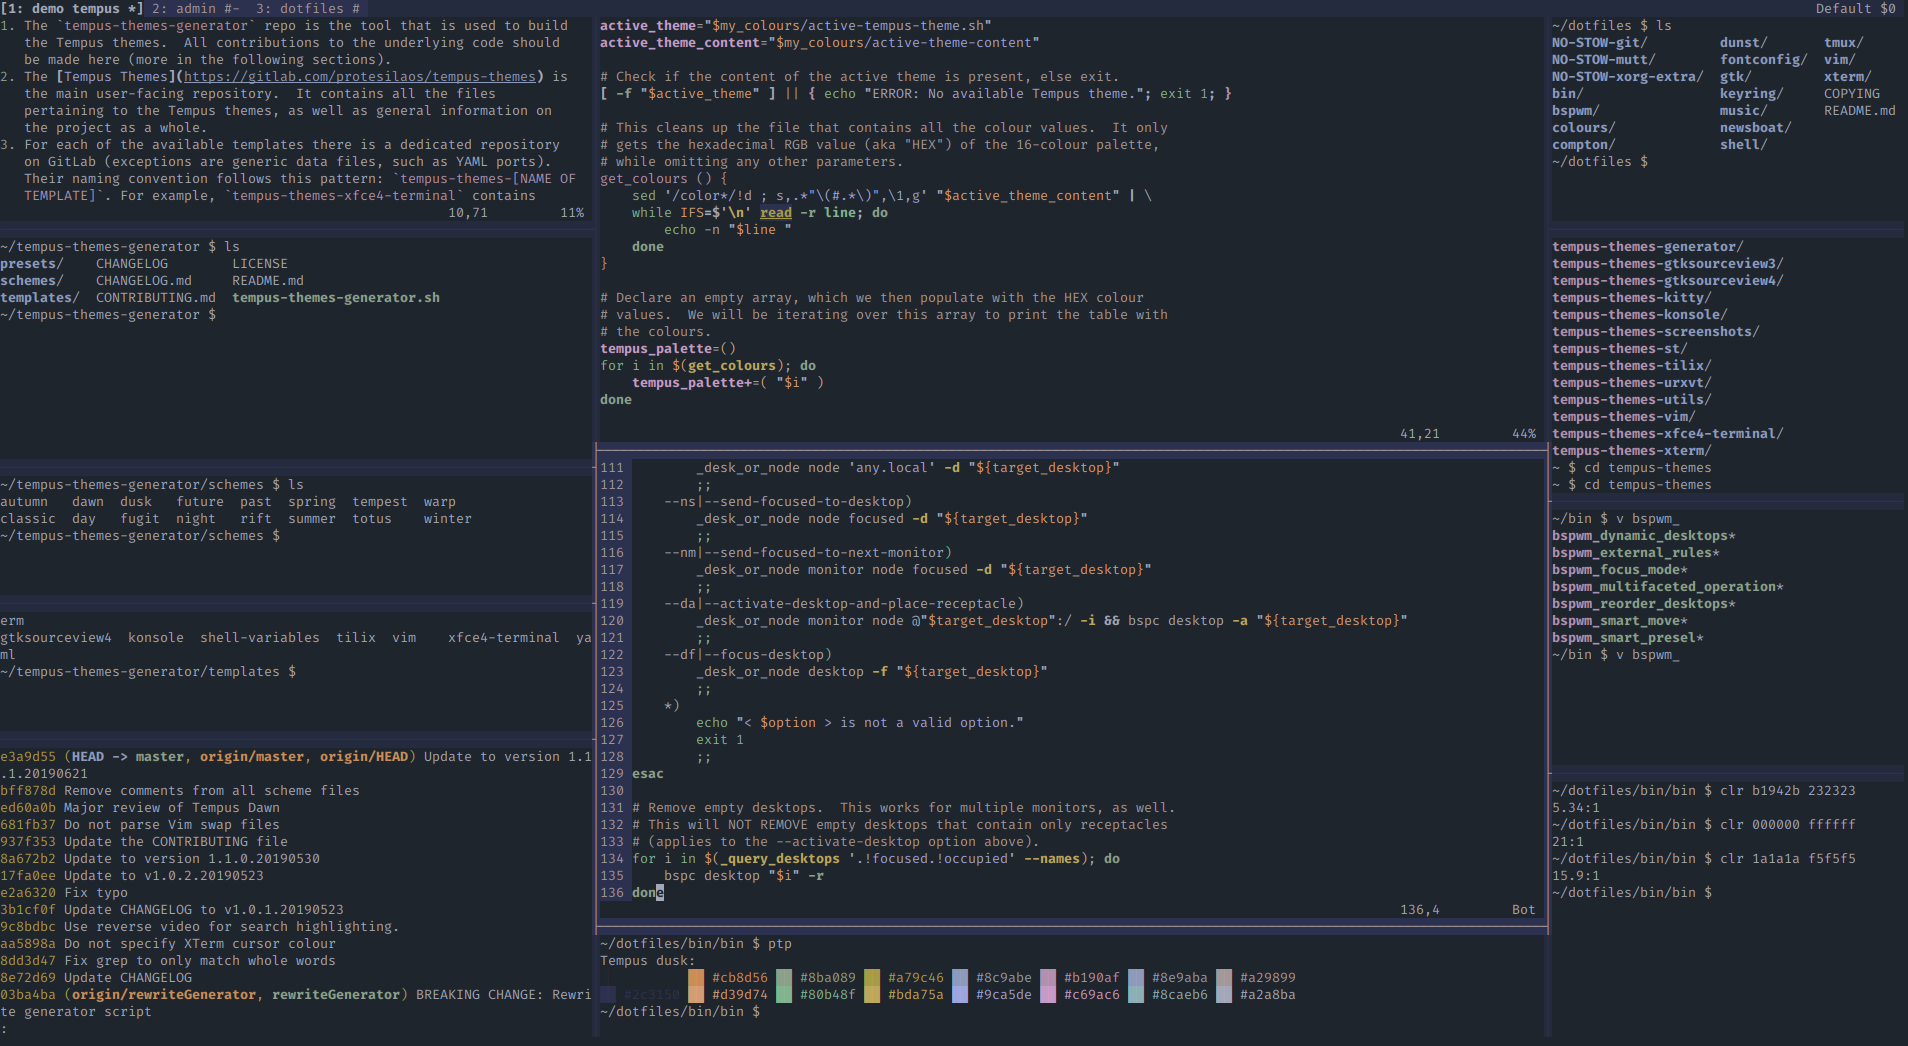 [1: demo tempus *] 2: admin #- 3: dotfiles #
Default $0
1. The `tempus-themes-generator` repo is the tool that is used to build
the Tempus themes.  All contributions to the underlying code should
be made here (more in the following sections).
2. The [Tempus Themes](https://gitlab.com/protesilaos/tempus-themes) is
the main user-facing repository.  It contains all the files
pertaining to the Tempus themes, as well as general information on
the project as a whole.
3. For each of the available templates there is a dedicated repository
on GitLab (exceptions are generic data files, such as YAML ports).
Their naming convention follows this pattern: `tempus-themes-[NAME OF
TEMPLATE]`. For example, `tempus-themes-xfce4-terminal` contains
10,71 11%
~/tempus-themes-generator $ ls
presets/    CHANGELOG        LICENSE
schemes/    CHANGELOG.md     README.md
templates/  CONTRIBUTING.md  tempus-themes-generator.sh
~/tempus-themes-generator $
~/tempus-themes-generator/schemes $ ls
autumn   dawn  dusk   future  past  spring  tempest  warp
classic  day   fugit  night   rift  summer  totus    winter
~/tempus-themes-generator/schemes $
erm
gtksourceview4  konsole  shell-variables  tilix  vim    xfce4-terminal  ya
ml
~/tempus-themes-generator/templates $
e3a9d55 (HEAD -> master, origin/master, origin/HEAD) Update to version 1.1
.1.20190621
bff878d Remove comments from all scheme files
ed60a0b Major review of Tempus Dawn
681fb37 Do not parse Vim swap files
937f353 Update the CONTRIBUTING file
8a672b2 Update to version 1.1.0.20190530
17fa0ee Update to v1.0.2.20190523
e2a6320 Fix typo
3b1cf0f Update CHANGELOG to v1.0.1.20190523
9c8bdbc Use reverse video for search highlighting.
aa5898a Do not specify XTerm cursor colour
8dd3d47 Fix grep to only match whole words
8e72d69 Update CHANGELOG
03ba4ba (origin/rewriteGenerator, rewriteGenerator) BREAKING CHANGE: Rewri
te generator script
:
active_theme="$my_colours/active-tempus-theme.sh"
active_theme_content="$my_colours/active-theme-content"
# Check if the content of the active theme is present, else exit.
[ -f "$active_theme" ] || { echo "ERROR: No available Tempus theme."; exit 1; }
# This cleans up the file that contains all the colour values.  It only
# gets the hexadecimal RGB value (aka "HEX") of the 16-colour palette,
# while omitting any other parameters.
get_colours () {
sed '/color*/!d ; s,.*"\(#.*\)",\1,g' "$active_theme_content" | \
while IFS=$'\n' read -r line; do
echo -n "$line "
done
}
# Declare an empty array, which we then populate with the HEX colour
# values.  We will be iterating over this array to print the table with
# the colours.
tempus_palette=()
for i in $(get_colours); do
tempus_palette+=( "$i" )
done
41,21 44%
111 _desk_or_node node 'any.local' -d "${target_desktop}"
112 ;;
113 --ns|--send-focused-to-desktop)
114 _desk_or_node node focused -d "${target_desktop}"
115 ;;
116 --nm|--send-focused-to-next-monitor)
117 _desk_or_node monitor node focused -d "${target_desktop}"
118 ;;
119 --da|--activate-desktop-and-place-receptacle)
120 _desk_or_node monitor node @"$target_desktop":/ -i && bspc desktop -a "${target_desktop}"
121 ;;
122 --df|--focus-desktop)
123 _desk_or_node desktop -f "${target_desktop}"
124 ;;
125 *)
126 echo "< $option > is not a valid option."
127 exit 1
128 ;;
129 esac
130
131 # Remove empty desktops.  This works for multiple monitors, as well.
132 # This will NOT REMOVE empty desktops that contain only receptacles
133 # (applies to the --activate-desktop option above).
134 for i in $(_query_desktops '.!focused.!occupied' --names); do
135 bspc desktop "$i" -r
136 done
136,4 Bot
~/dotfiles/bin/bin $ ptp
Tempus dusk:
#cb8d56 #8ba089 #a79c46 #8c9abe #b190af #8e9aba #a29899
#2c3150 #d39d74 #80b48f #bda75a #9ca5de #c69ac6 #8caeb6 #a2a8ba
~/dotfiles/bin/bin $
~/dotfiles $ ls
NO-STOW-git/         dunst/      tmux/
NO-STOW-mutt/        fontconfig/  vim/
NO-STOW-xorg-extra/  gtk/        xterm/
bin/                 keyring/    COPYING
bspwm/               music/      README.md
colours/             newsboat/
compton/             shell/
~/dotfiles $
tempus-themes-generator/
tempus-themes-gtksourceview3/
tempus-themes-gtksourceview4/
tempus-themes-kitty/
tempus-themes-konsole/
tempus-themes-screenshots/
tempus-themes-st/
tempus-themes-tilix/
tempus-themes-urxvt/
tempus-themes-utils/
tempus-themes-vim/
tempus-themes-xfce4-terminal/
tempus-themes-xterm/
~ $ cd tempus-themes
~ $ cd tempus-themes
~/bin $ v bspwm_
bspwm_dynamic_desktops*
bspwm_external_rules*
bspwm_focus_mode*
bspwm_multifaceted_operation*
bspwm_reorder_desktops*
bspwm_smart_move*
bspwm_smart_presel*
~/bin $ v bspwm_
~/dotfiles/bin/bin $ clr b1942b 232323
5.34:1
~/dotfiles/bin/bin $ clr 000000 ffffff
21:1
~/dotfiles/bin/bin $ clr 1a1a1a f5f5f5
15.9:1
~/dotfiles/bin/bin $